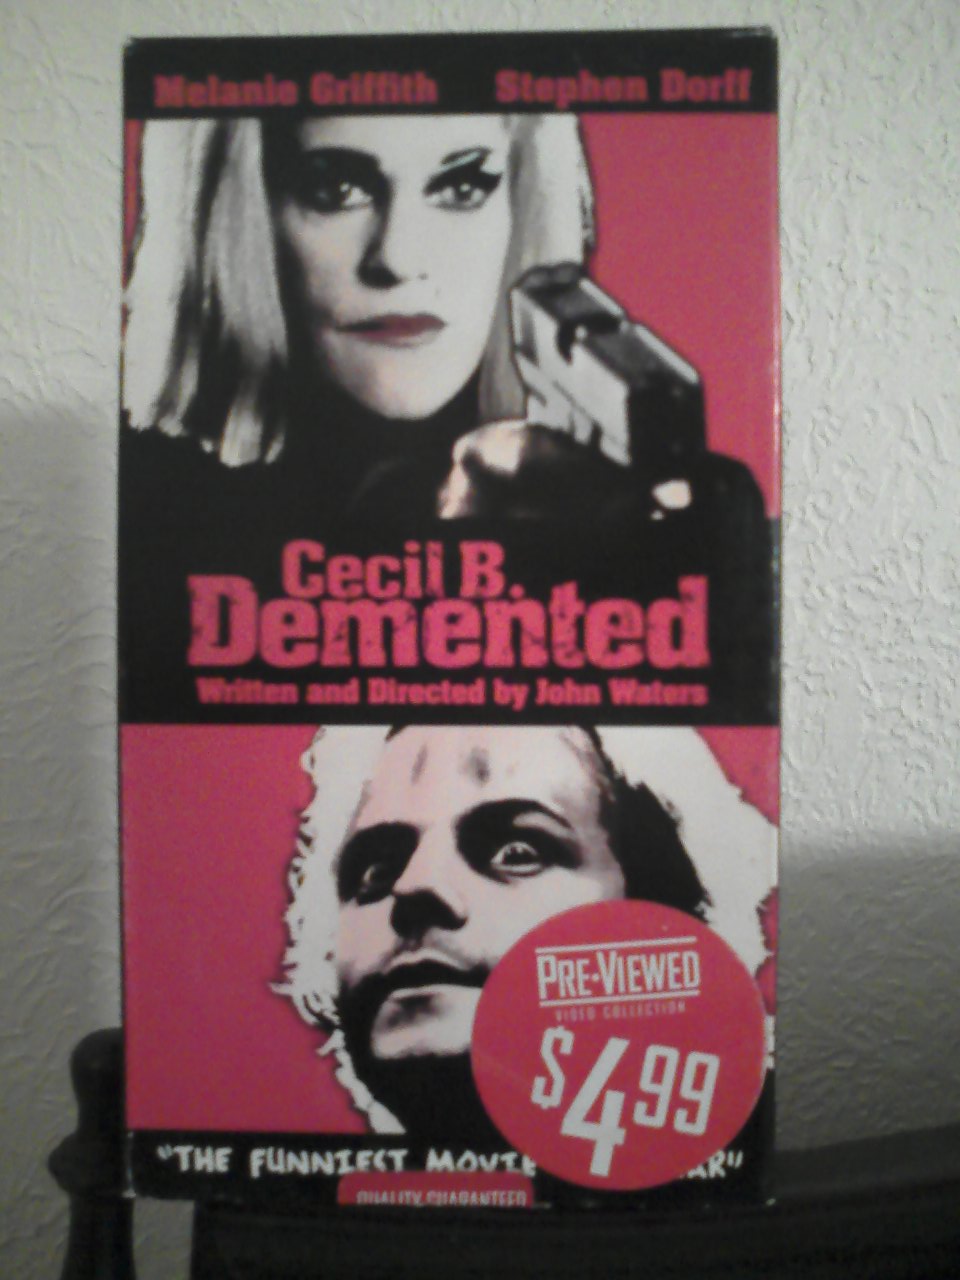 Melanie Griffith Stephen Dorff
Cecil B.
Demented
Written and Directed by John Waters
PRE-VIEWED
VIDEO COLLECTION
$4.99
"THE FUNNIEST MOVIE AR"
QUALITY GUARANTEED